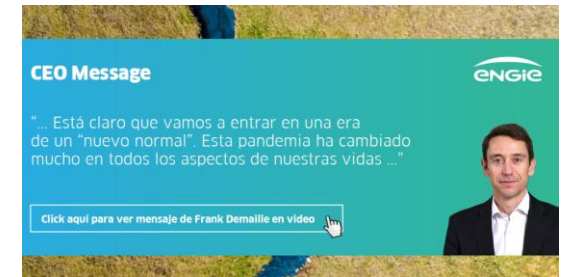 CEO Message
ENGIE
“... Está claro que vamos a entrar en una era
de un “nuevo normal”. Esta pandemia ha cambiado
mucho en todos los aspectos de nuestras vidas ...”
Click aquí para ver mensaje de Frank Demaille en video